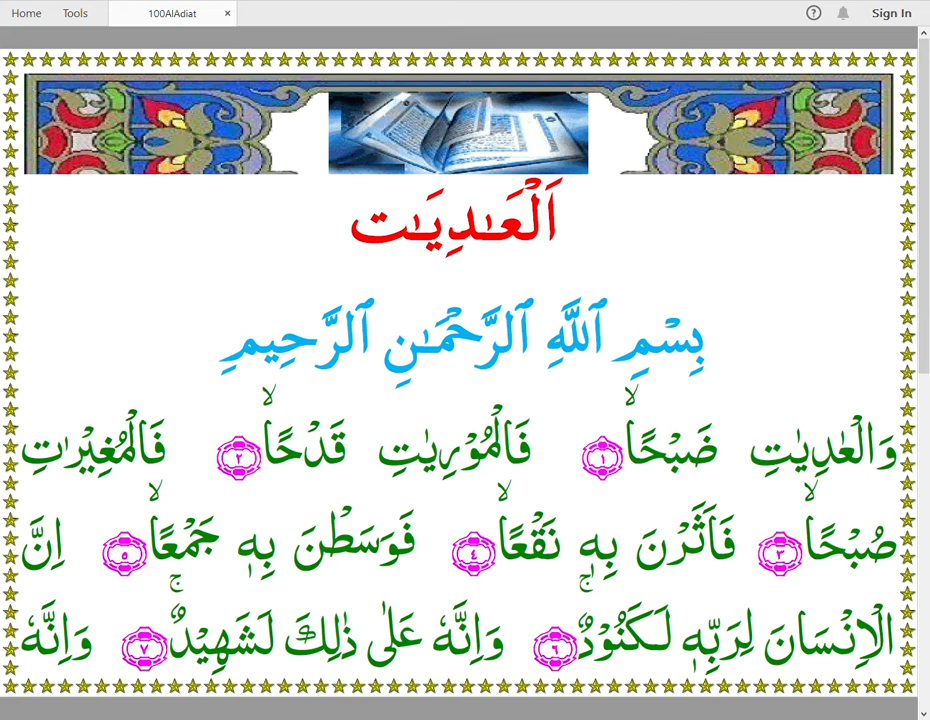 Home Tools 100AlAdiat × ? Sign In
اَلْعَٰدِيَٰت
بِسْمِ ٱللَّهِ ٱلرَّحْمَٰنِ ٱلرَّحِيمِ
وَالْعٰدِيٰتِ ضَبْحًاۙ ١ فَالْمُوْرِيٰتِ قَدْحًاۙ ٢ فَالْمُغِيْرٰتِ
صُبْحًاۙ ٣ فَاَثَرْنَ بِهٖ نَقْعًاۙ ٤ فَوَسَطْنَ بِهٖ جَمْعًاۙ ٥ اِنَّ
الْاِنْسَانَ لِرَبِّهٖ لَكَنُوْدٌۚ ٦ وَاِنَّهٗ عَلٰى ذٰلِكَ لَشَهِيْدٌۚ ٧ وَاِنَّهٗ